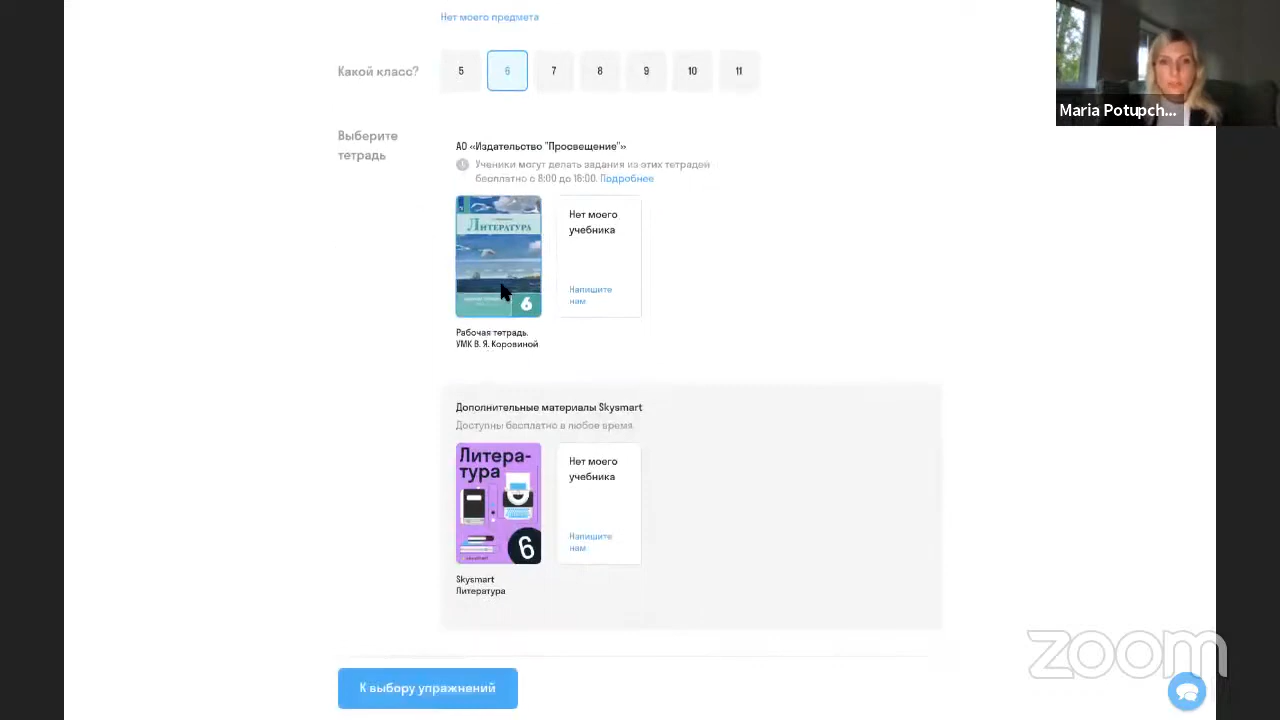 Нет моего предмета
Какой класс?
5 6 7 8 9 10 11
Выберите
тетрадь
АО «Издательство "Просвещение"»
Ученики могут делать задания из этих тетрадей
бесплатно с 8:00 до 16:00. Подробнее
ЛИТЕРАТУРА
6
Нет моего
учебника
Напишите
нам
Рабочая тетрадь.
УМК В. Я. Коровиной
Дополнительные материалы Skysmart
Доступны бесплатно в любое время
Литера-
тура
6
Нет моего
учебника
Напишите
нам
Skysmart
Литература
К выбору упражнений
Maria Potupch...
zoom